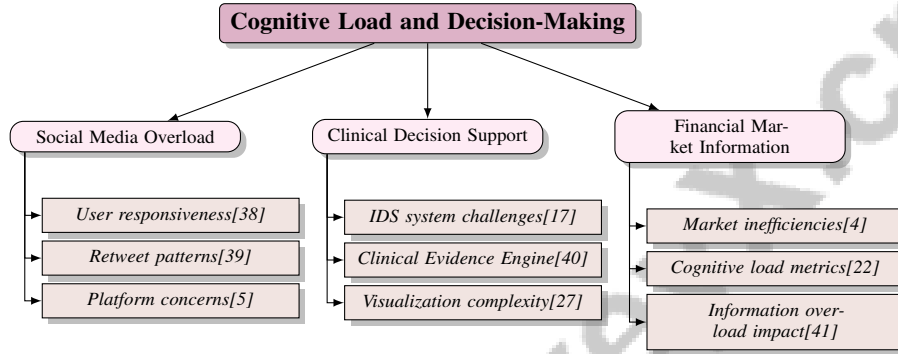 Cognitive Load and Decision-Making
Social Media Overload
User responsiveness[38]
Retweet patterns[39]
Platform concerns[5]
Clinical Decision Support
IDS system challenges[17]
Clinical Evidence Engine[40]
Visualization complexity[27]
Financial Mar-
ket Information
Market inefficiencies[4]
Cognitive load metrics[22]
Information over-
load impact[41]